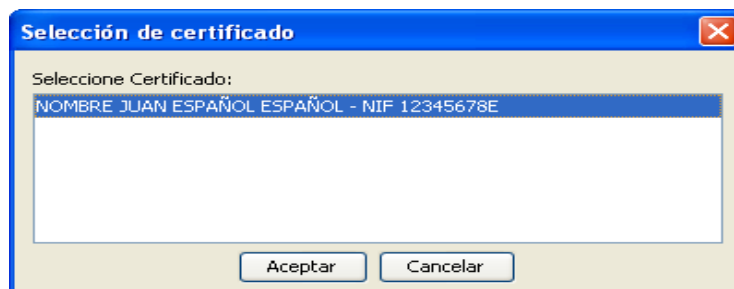 Selección de certificado
Seleccione Certificado:
NOMBRE JUAN ESPAÑOL ESPAÑOL - NIF 12345678E
Aceptar Cancelar